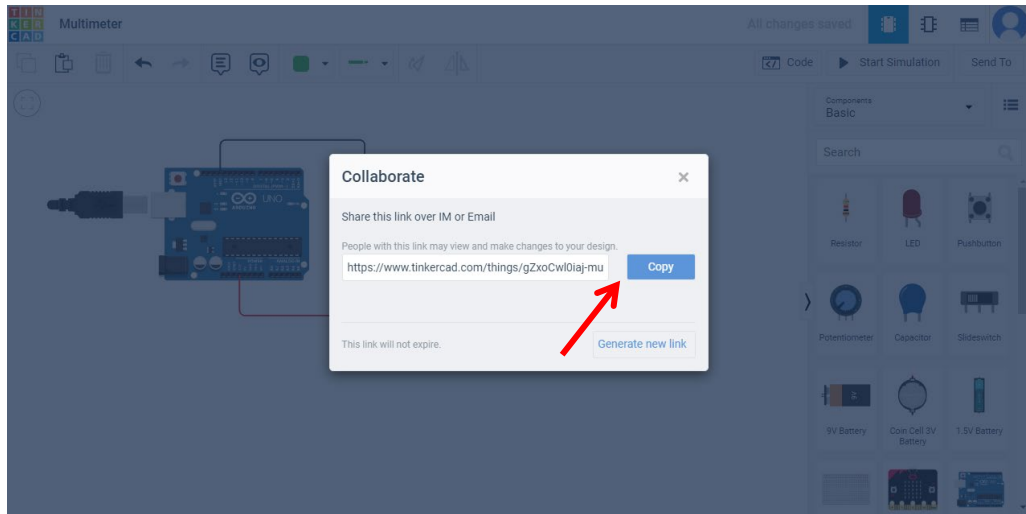 TIN
KER
CAD
Multimeter
All changes saved
Code
Start Simulation
Send To
Components
Basic
Search
Collaborate
Share this link over IM or Email
People with this link may view and make changes to your design.
https://www.tinkercad.com/things/gZxoCwl0iaj-mu
Copy
This link will not expire.
Generate new link
UNO
ARDUINO
Resistor
LED
Pushbutton
Potentiometer
Capacitor
Slideswitch
9V Battery
Coin Cell 3V
Battery
1.5V Battery